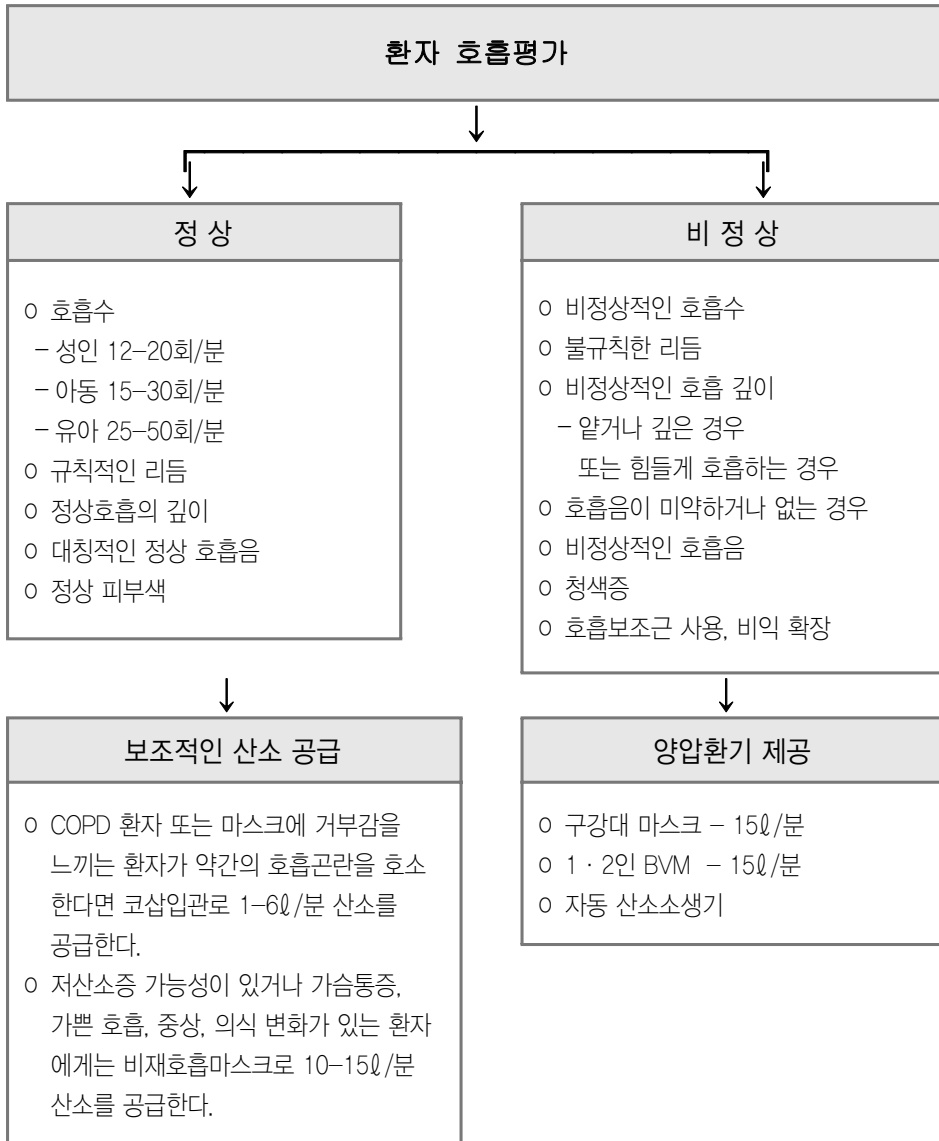 환자 호흡평가
정 상
o 호흡수
- 성인 12-20회/분
- 아동 15-30회/분
- 유아 25-50회/분
o 규칙적인 리듬
o 정상호흡의 깊이
o 대칭적인 정상 호흡음
o 정상 피부색
비 정 상
o 비정상적인 호흡수
o 불규칙한 리듬
o 비정상적인 호흡 깊이
- 얕거나 깊은 경우
또는 힘들게 호흡하는 경우
o 호흡음이 미약하거나 없는 경우
o 비정상적인 호흡음
o 청색증
o 호흡보조근 사용, 비익 확장
보조적인 산소 공급
o COPD 환자 또는 마스크에 거부감을
느끼는 환자가 약간의 호흡곤란을 호소
한다면 코삽입관로 1-6ℓ/분 산소를
공급한다.
o 저산소증 가능성이 있거나 가슴통증,
가쁜 호흡, 중상, 의식 변화가 있는 환자
에게는 비재호흡마스크로 10-15ℓ/분
산소를 공급한다.
양압환기 제공
o 구강대 마스크 - 15ℓ/분
o 1 · 2인 BVM - 15ℓ/분
o 자동 산소소생기